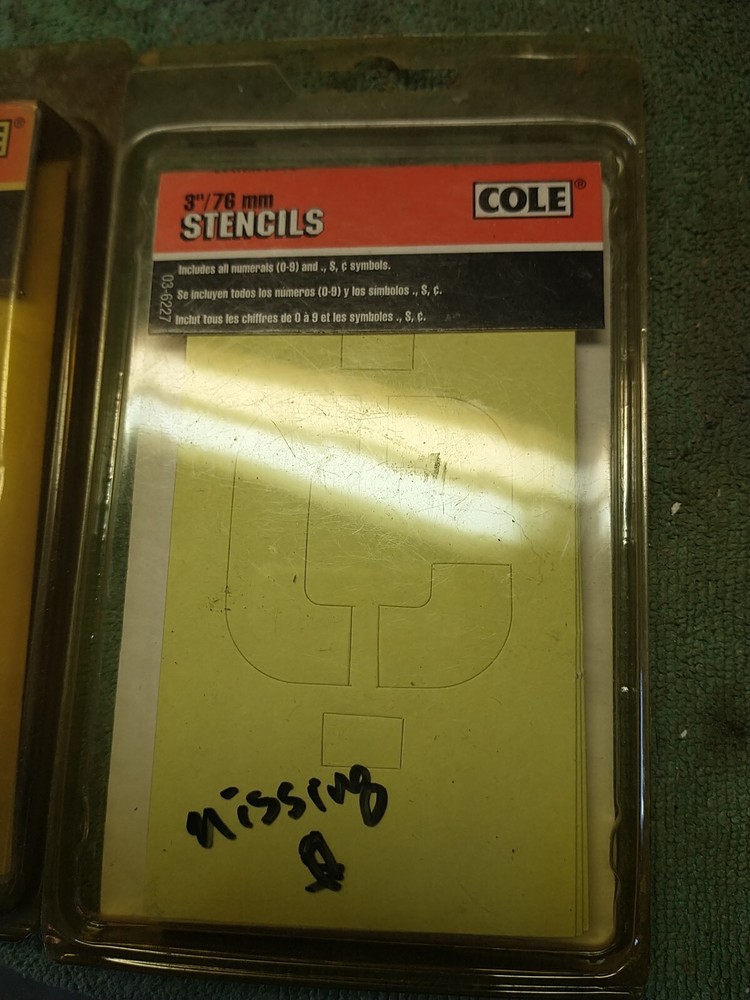 3"/76 mm
STENCILS
COLE®
Includes all numerals (0-9) and ., $, ¢ symbols.
Se incluyen todos los números (0-9) y los símbolos ., $, ¢.
Inclut tous les chiffres de 0 à 9 et les symboles ., $, ¢.
03-6227
missing